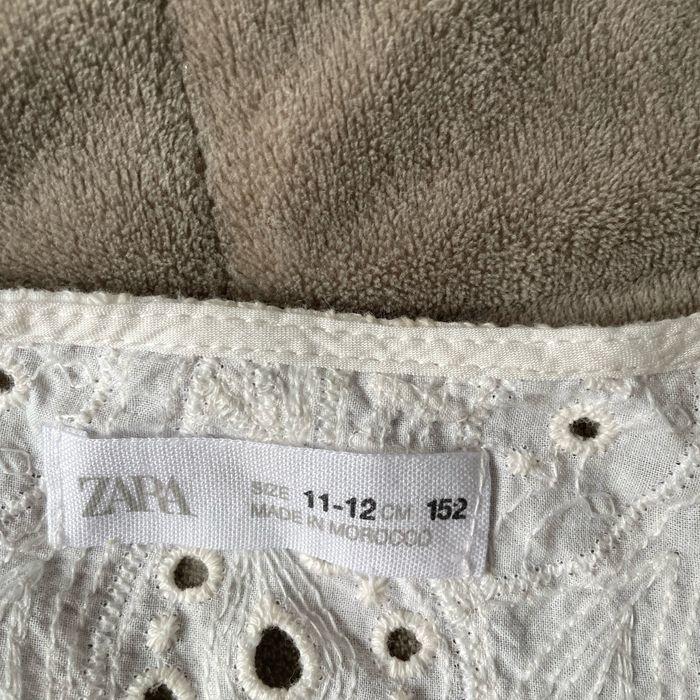 ZARA
SIZE 11-12 CM 152
MADE IN MOROCCO